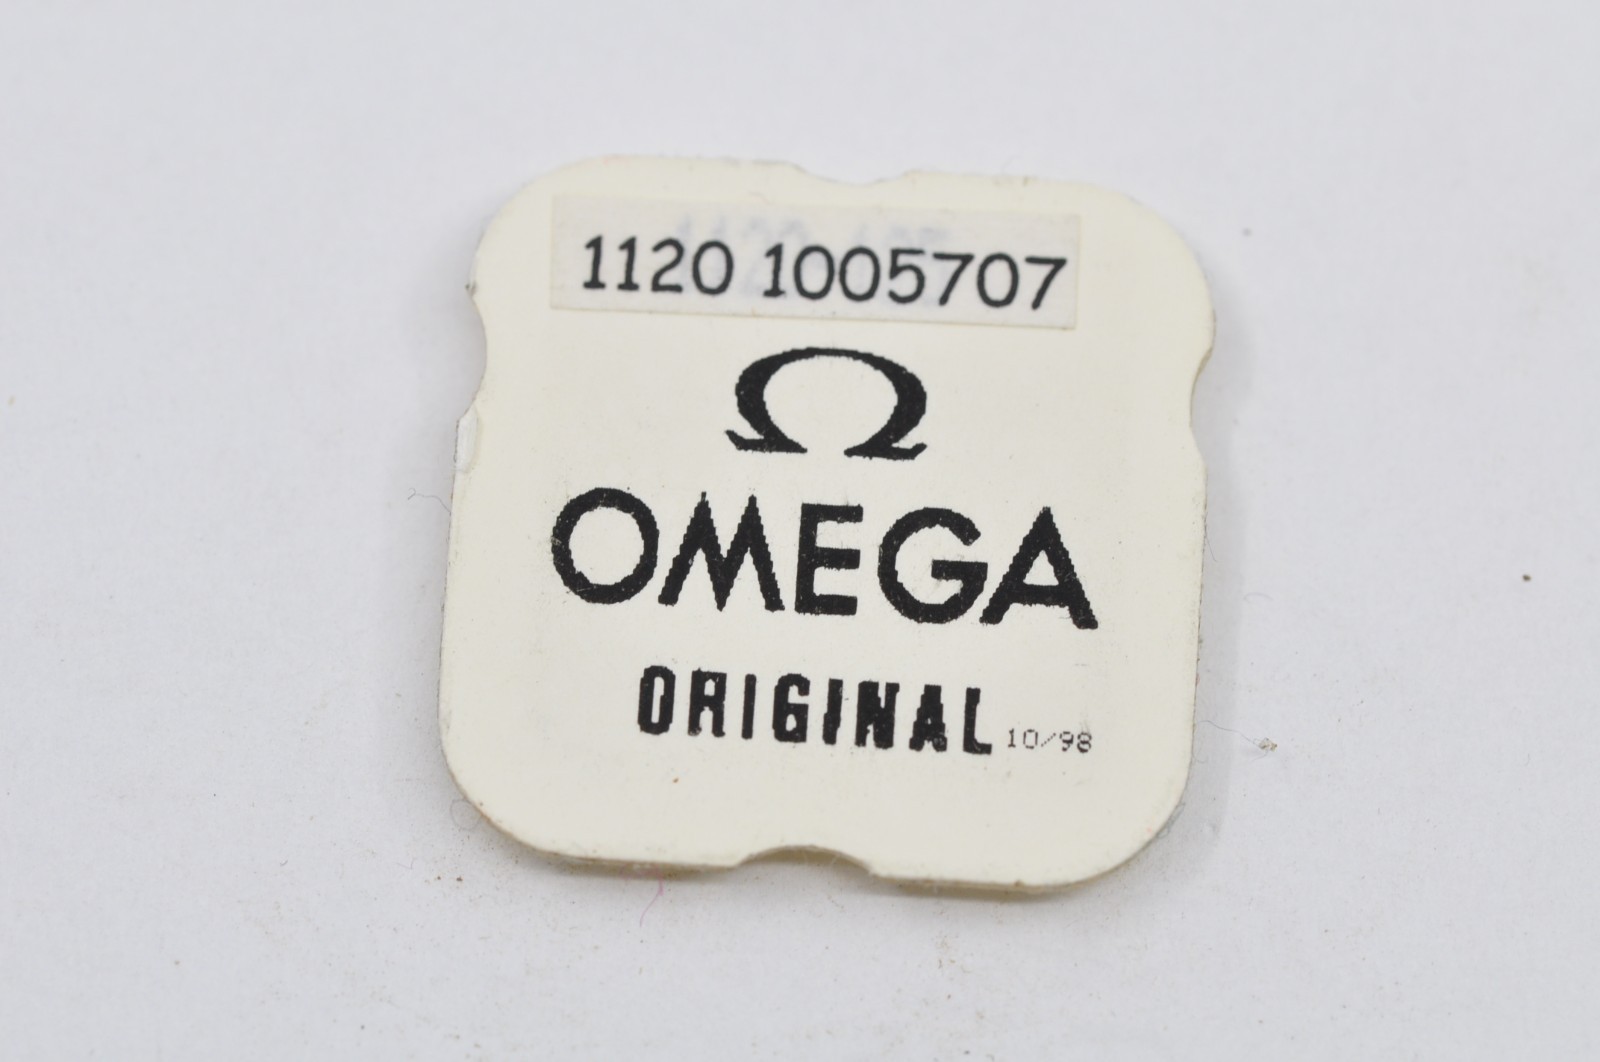 1120 1005707
Ω
OMEGA
ORIGINAL 10/98